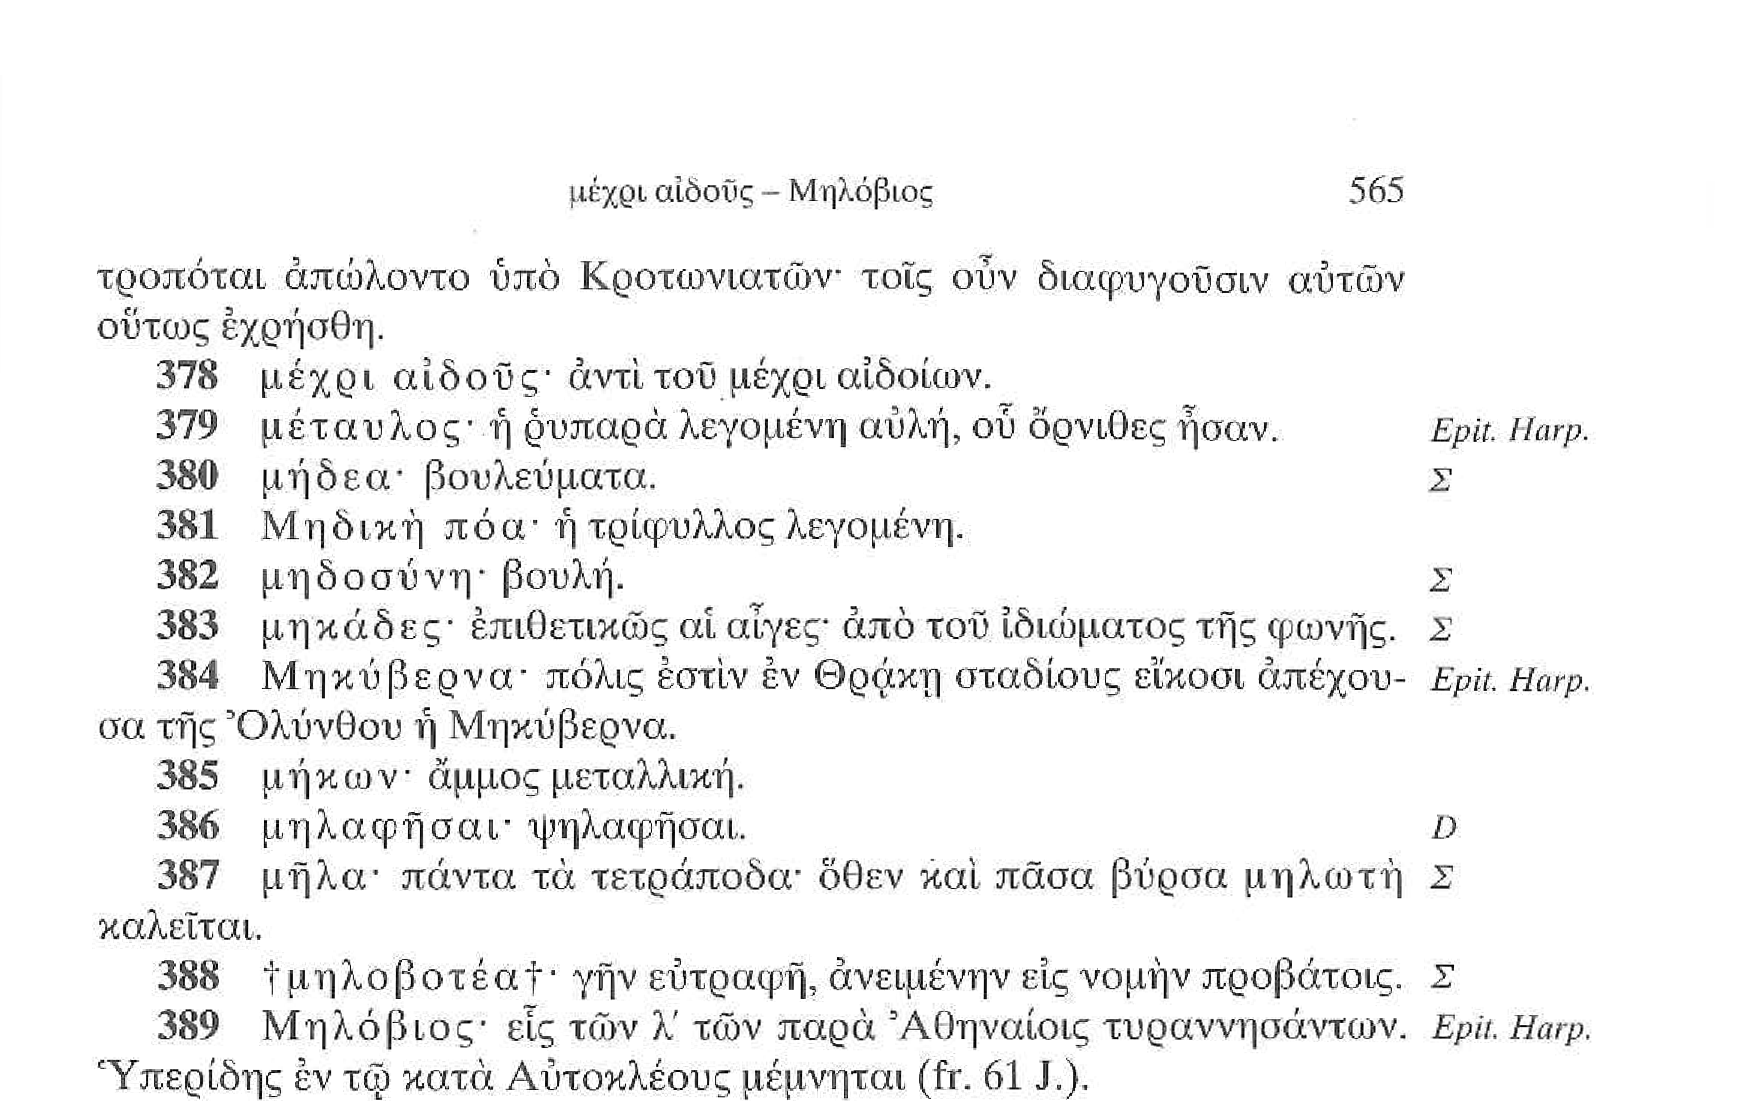 μέχρι αἰδοῦς – Μηλόβιος 565
τροπόται ἀπώλοντο ὑπὸ Κροτωνιατῶν· τοῖς οὖν διαφυγοῦσιν αὐτῶν
οὕτως ἐχρήσθη.
378 μέχρι αἰδοῦς· ἀντὶ τοῦ μέχρι αἰδοίων.
379 μέταυλος· ἡ ῥυπαρὰ λεγομένη αὐλή, οὗ ὄρνιθες ἦσαν. Epit. Harp.
380 μήδεα· βουλεύματα. Σ
381 Μηδικὴ πόα· ἡ τρίφυλλος λεγομένη.
382 μηδοσύνη· βουλή. Σ
383 μηκάδες· ἐπιθετικῶς αἱ αἶγες· ἀπὸ τοῦ ἰδιώματος τῆς φωνῆς. Σ
384 Μηκύβερνα· πόλις ἐστὶν ἐν Θρᾴκῃ σταδίους εἴκοσι ἀπέχου- Epit. Harp.
σα τῆς Ὀλύνθου ἡ Μηκύβερνα.
385 μήκων· ἄμμος μεταλλική.
386 μηλαφῆσαι· ψηλαφῆσαι. D
387 μῆλα· πάντα τὰ τετράποδα· ὅθεν καὶ πᾶσα βύρσα μηλωτὴ Σ
καλεῖται.
388 †μηλοβοτέα†· γῆν εὐτραφῆ, ἀνειμένην εἰς νομὴν προβάτοις. Σ
389 Μηλόβιος· εἷς τῶν λʹ τῶν παρὰ Ἀθηναίοις τυραννησάντων. Epit. Harp.
Ὑπερίδης ἐν τῷ κατὰ Αὐτοκλέους μέμνηται (fr. 61 J.).